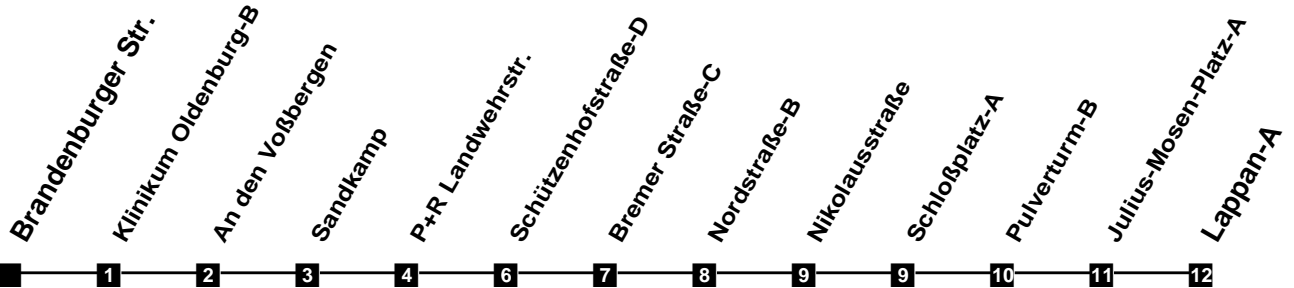 Brandenburger Str.
Klinikum Oldenburg-B
An den Voßbergen
Sandkamp
P+R Landwehrstr.
Schützenhofstraße-D
Bremer Straße-C
Nordstraße-B
Nikolausstraße
Schloßplatz-A
Pulverturm-B
Julius-Mosen-Platz-A
Lappan-A
1 2 3 4 6 7 8 9 9 10 11 12